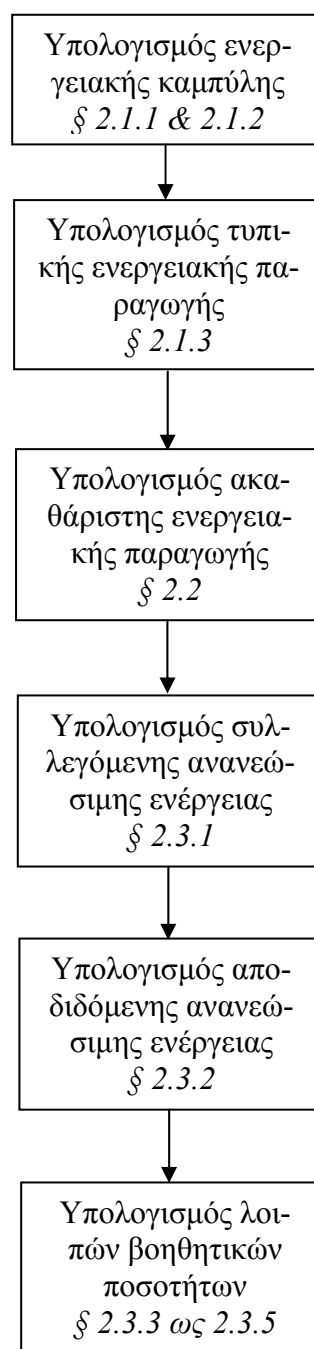 Υπολογισμός ενερ-
γειακής καμπύλης
§ 2.1.1 & 2.1.2
Υπολογισμός τυπι-
κής ενεργειακής πα-
ραγωγής
§ 2.1.3
Υπολογισμός ακα-
θάριστης ενεργεια-
κής παραγωγής
§ 2.2
Υπολογισμός συλ-
λεγόμενης ανανεώ-
σιμης ενέργειας
§ 2.3.1
Υπολογισμός απο-
διδόμενης ανανεώ-
σιμης ενέργειας
§ 2.3.2
Υπολογισμός λοι-
πών βοηθητικών
ποσοτήτων
§ 2.3.3 ως 2.3.5